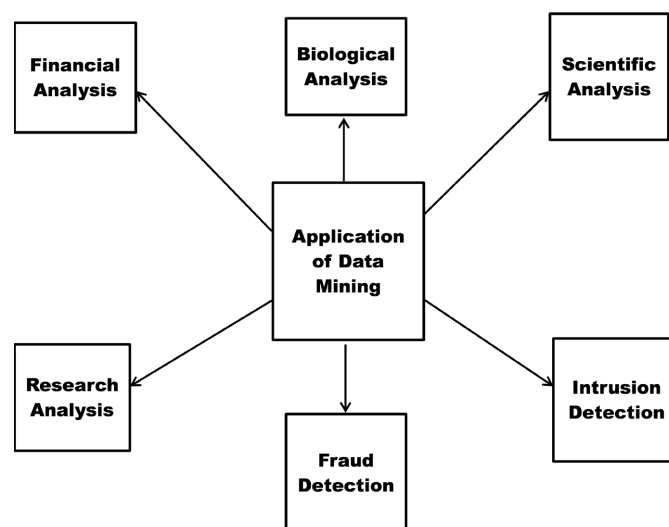 Financial
Analysis
Biological
Analysis
Scientific
Analysis
Application
of Data
Mining
Research
Analysis
Fraud
Detection
Intrusion
Detection